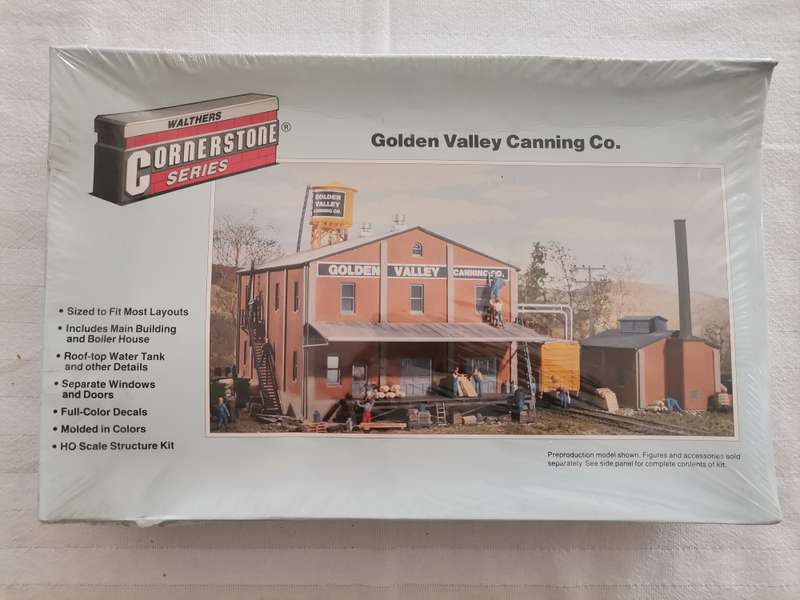 WALTHERS
CORNERSTONE®
SERIES
Golden Valley Canning Co.
GOLDEN
VALLEY
CANNING CO.
GOLDEN VALLEY CANNING CO.
• Sized to Fit Most Layouts
• Includes Main Building
and Boiler House
• Roof-top Water Tank
and other Details
• Separate Windows
and Doors
• Full-Color Decals
• Molded in Colors
• HO Scale Structure Kit
Preproduction model shown. Figures and accessories sold
separately. See side panel for complete contents of kit.